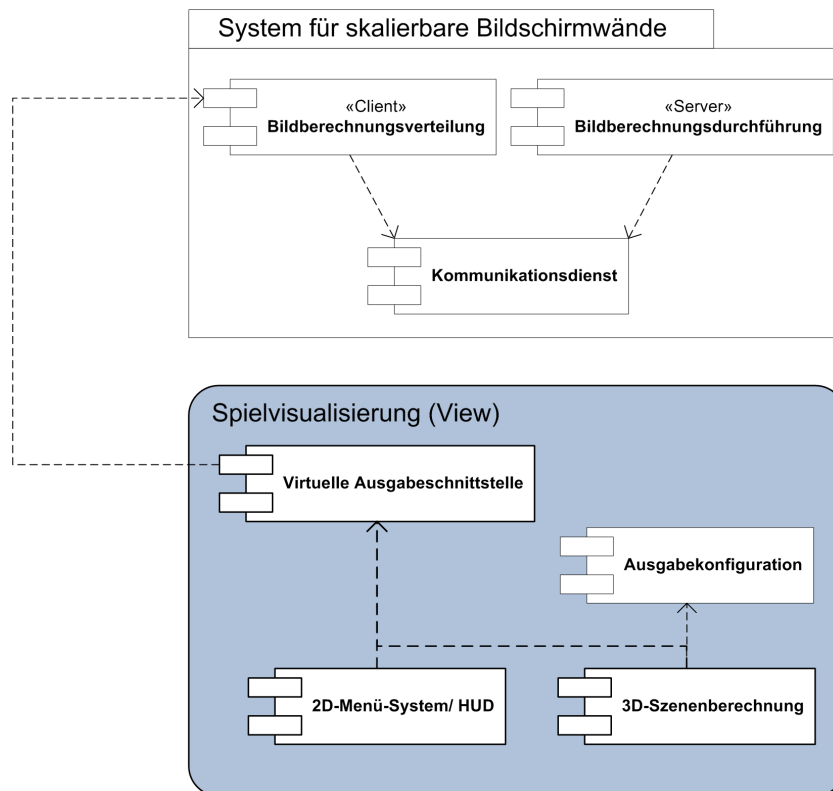 System für skalierbare Bildschirmwände
«Client»
Bildberechnungsverteilung
«Server»
Bildberechnungsdurchführung
Kommunikationsdienst
Spielvisualisierung (View)
Virtuelle Ausgabeschnittstelle
Ausgabekonfiguration
2D-Menü-System/ HUD
3D-Szenenberechnung